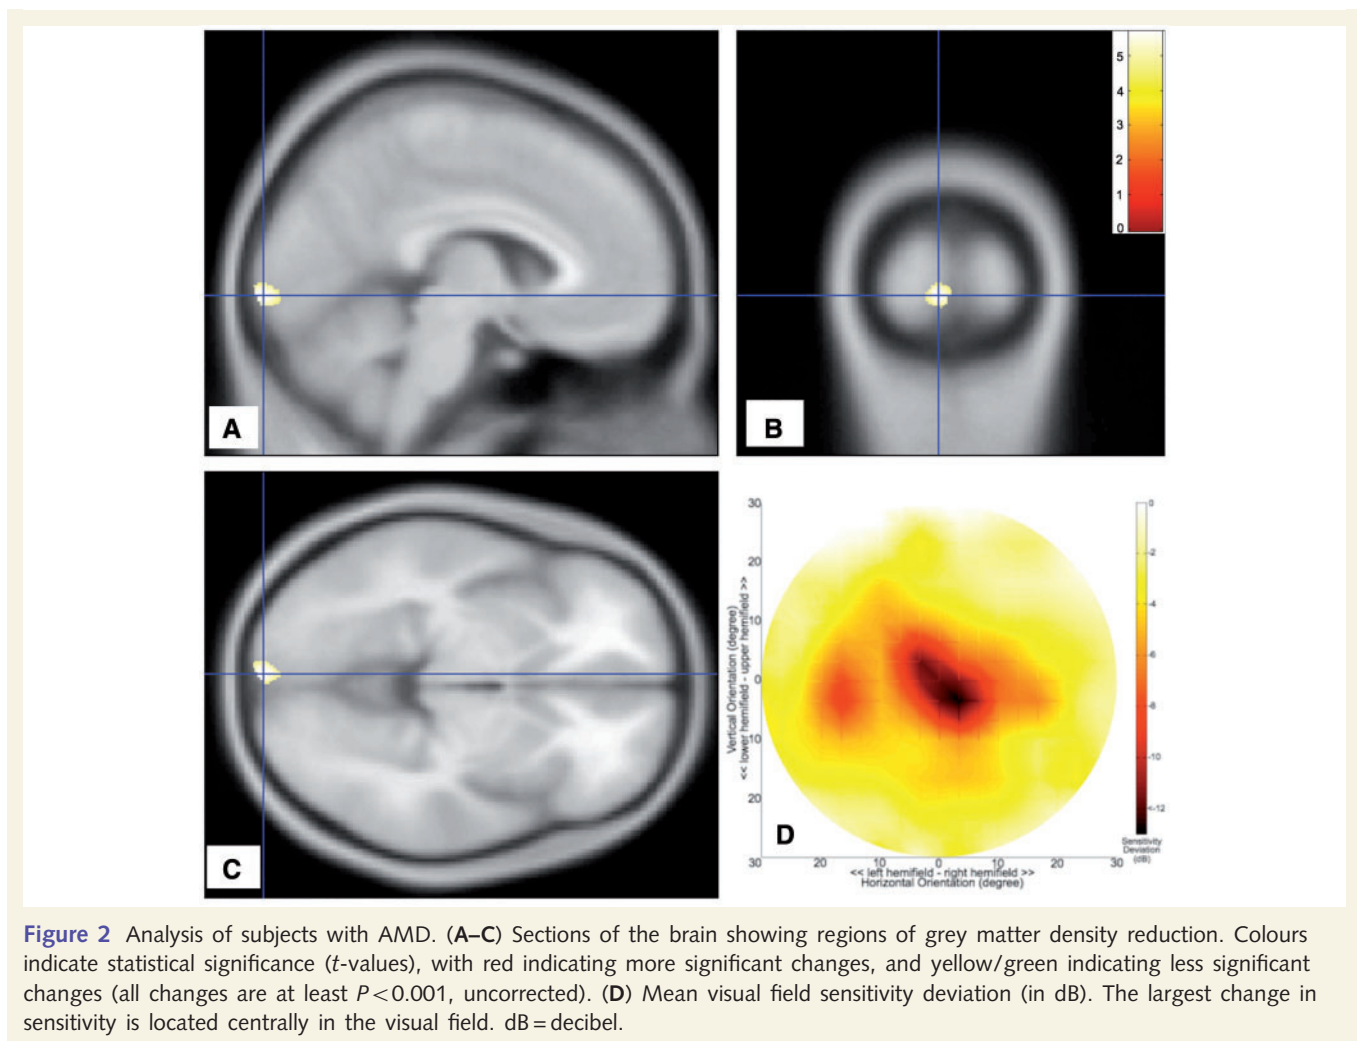 5
4
3
2
1
0
A
B
C
30
20
10
0
10
20
30
Vertical Orientation (degree)
<< lower hemifield - upper hemifield >>
D
30 20 10 0 10 20 30
<< left hemifield - right hemifield >>
Horizontal Orientation (degree)
0
-2
-4
-6
-8
-10
<-12
Sensitivity
Deviation
(dB)
Figure 2 Analysis of subjects with AMD. (A–C) Sections of the brain showing regions of grey matter density reduction. Colours
indicate statistical significance (t-values), with red indicating more significant changes, and yellow/green indicating less significant
changes (all changes are at least P<0.001, uncorrected). (D) Mean visual field sensitivity deviation (in dB). The largest change in
sensitivity is located centrally in the visual field. dB = decibel.